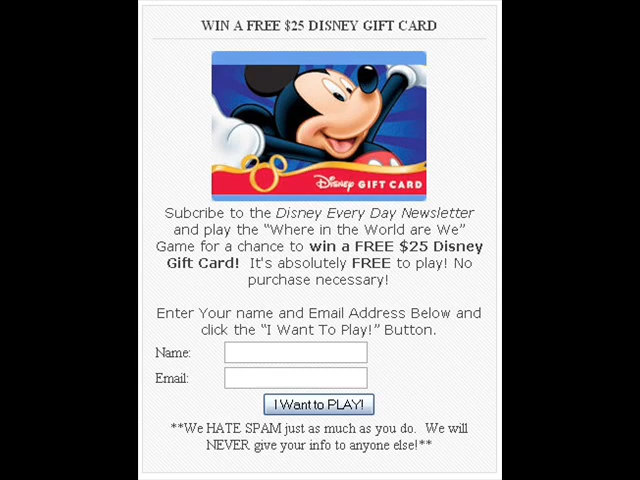 WIN A FREE $25 DISNEY GIFT CARD
Disney GIFT CARD
Subcribe to the Disney Every Day Newsletter
and play the “Where in the World are We”
Game for a chance to win a FREE $25 Disney
Gift Card! It's absolutely FREE to play! No
purchase necessary!
Enter Your name and Email Address Below and
click the “I Want To Play!” Button.
Name:
Email:
I Want to PLAY!
**We HATE SPAM just as much as you do. We will
NEVER give your info to anyone else!**